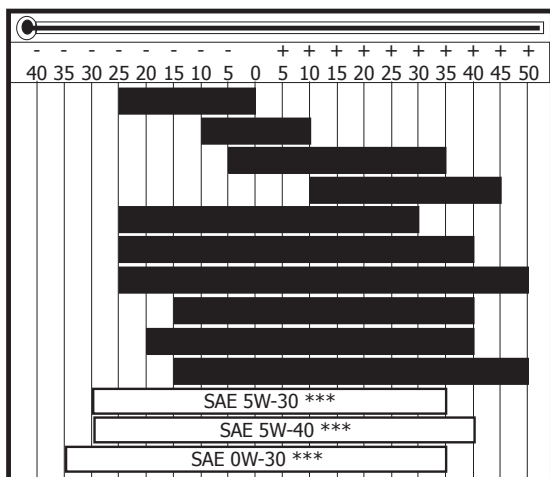 - - - - - - - - + + + + + + + + + +
40 35 30 25 20 15 10 5 0 5 10 15 20 25 30 35 40 45 50
SAE 5W-30 ***
SAE 5W-40 ***
SAE 0W-30 ***